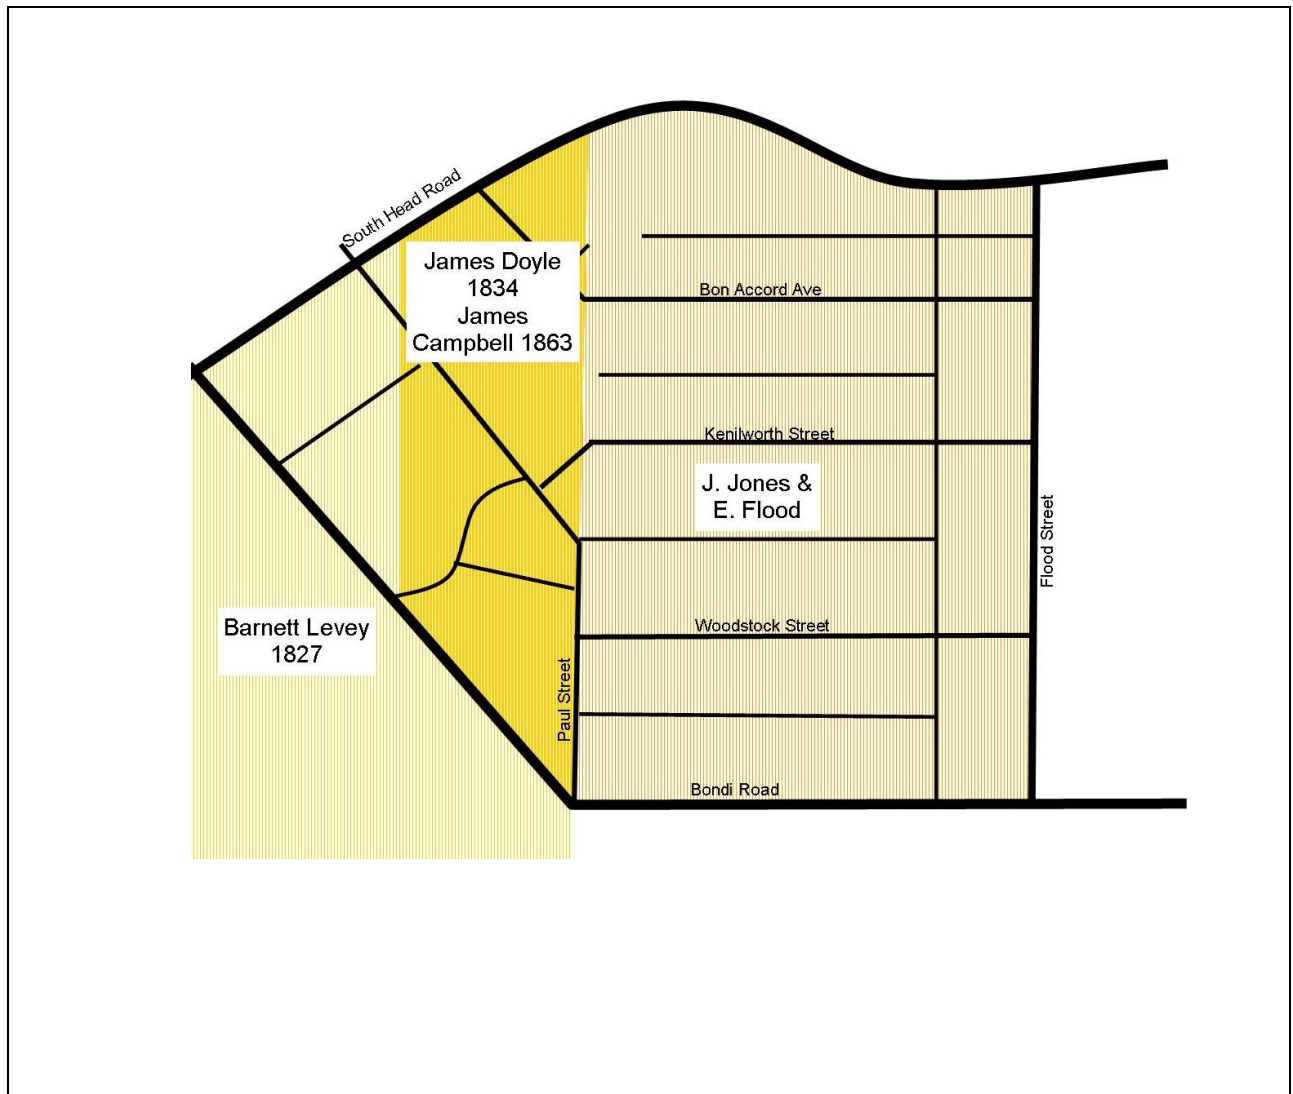 South Head Road
James Doyle
1834
James
Campbell 1863
Bon Accord Ave
Kenilworth Street
J. Jones &
E. Flood
Flood Street
Barnett Levey
1827
Woodstock Street
Paul Street
Bondi Road